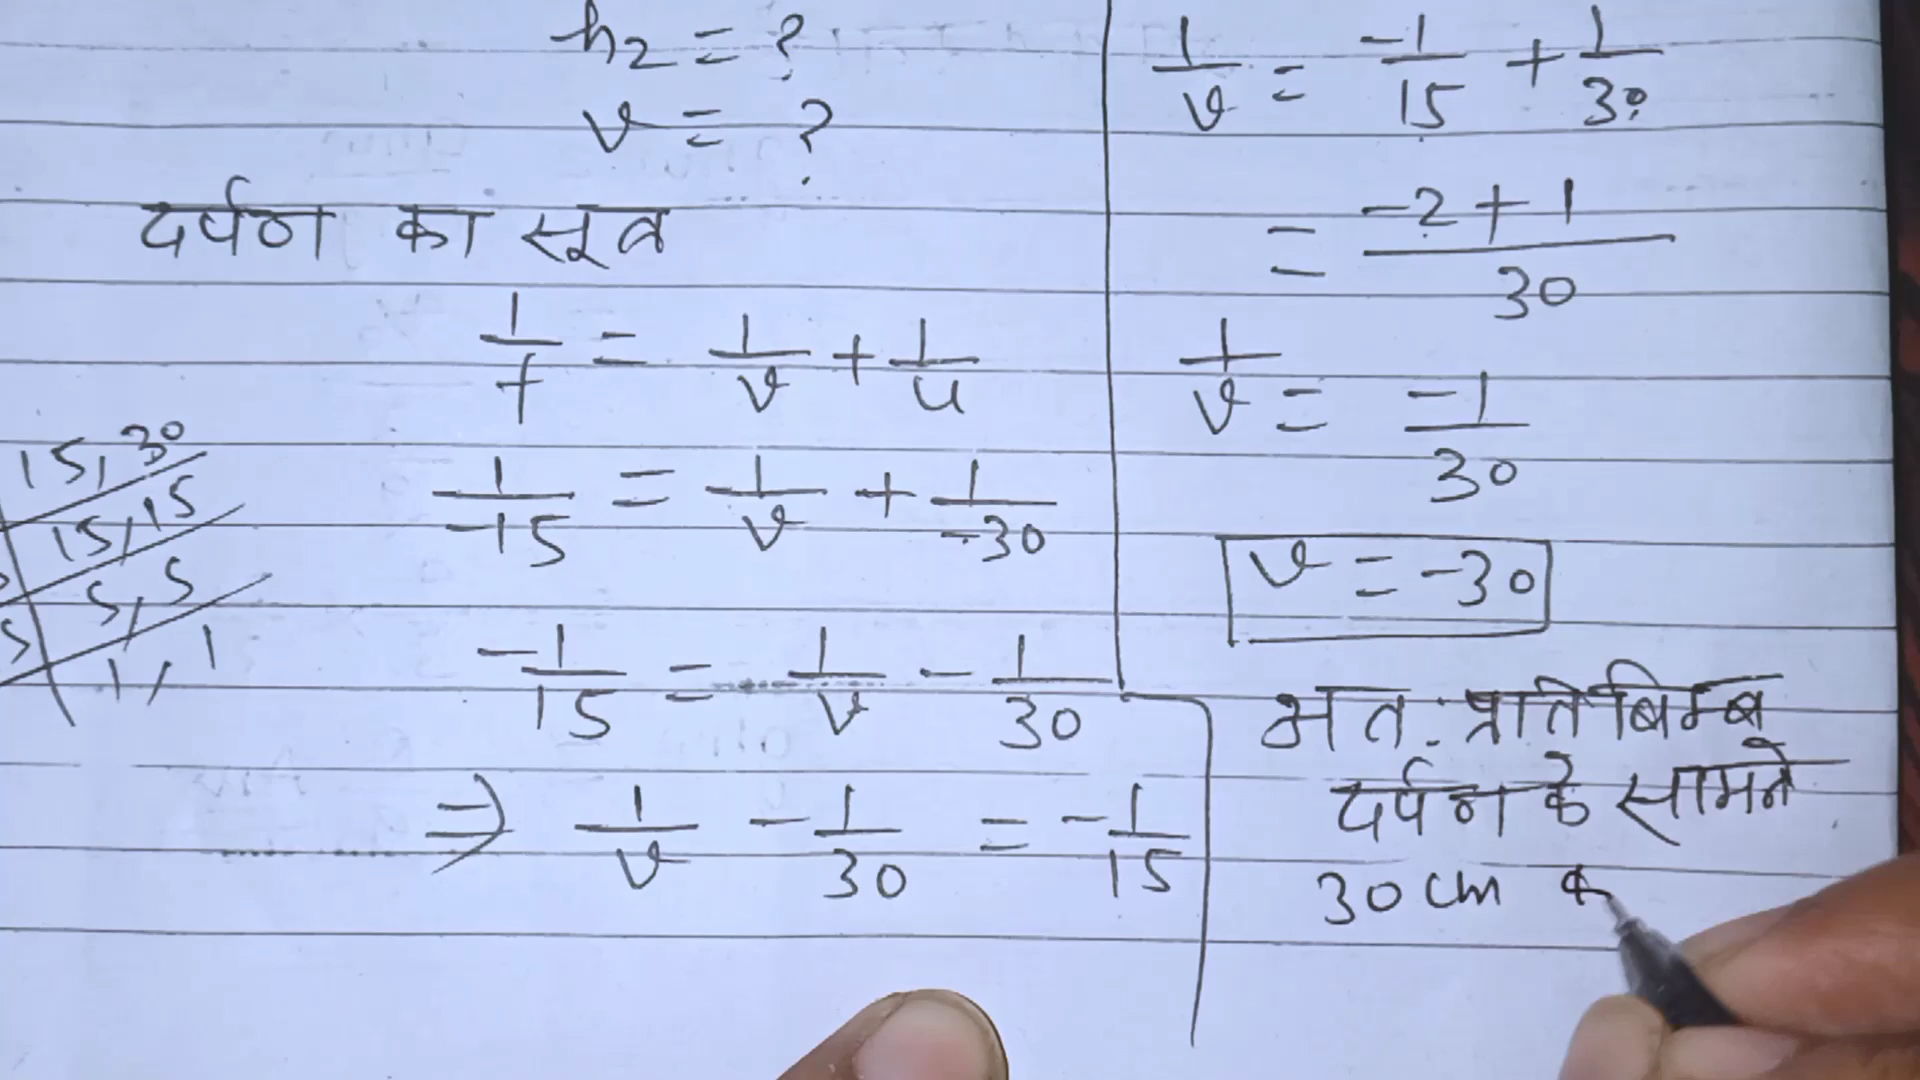 h2 = ?
v = ?
दर्पण का सूत्र
1/f = 1/v + 1/u
1/-15 = 1/v + 1/-30
-1/15 = 1/v - 1/30
⇒ 1/v - 1/30 = -1/15
15, 30
15, 15
5, 5
5
1, 1
1/v = -1/15 + 1/30
= -2 + 1/30
1/v = -1/30
v = -30
अत: प्रतिबिम्ब
दर्पण के सामने
30 cm